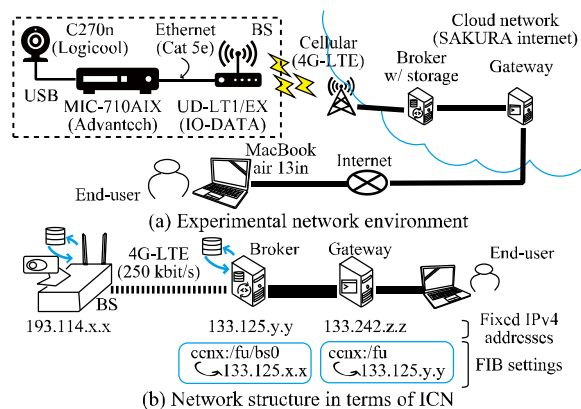 C270n
(Logicool)
Ethernet
(Cat 5e)
BS
USB
MIC-710AIX
(Advantech)
UD-LT1/EX
(IO-DATA)
Cellular
(4G-LTE)
Cloud network
(SAKURA internet)
Broker
w/ storage
Gateway
MacBook
air 13in
Internet
End-user
(a) Experimental network environment
4G-LTE
(250 kbit/s)
Broker
Gateway
End-user
BS
193.114.x.x
133.125.y.y
133.242.z.z
Fixed IPv4
addresses
ccnx:/fu/bs0
133.125.x.x
ccnx:/fu
133.125.y.y
FIB settings
(b) Network structure in terms of ICN